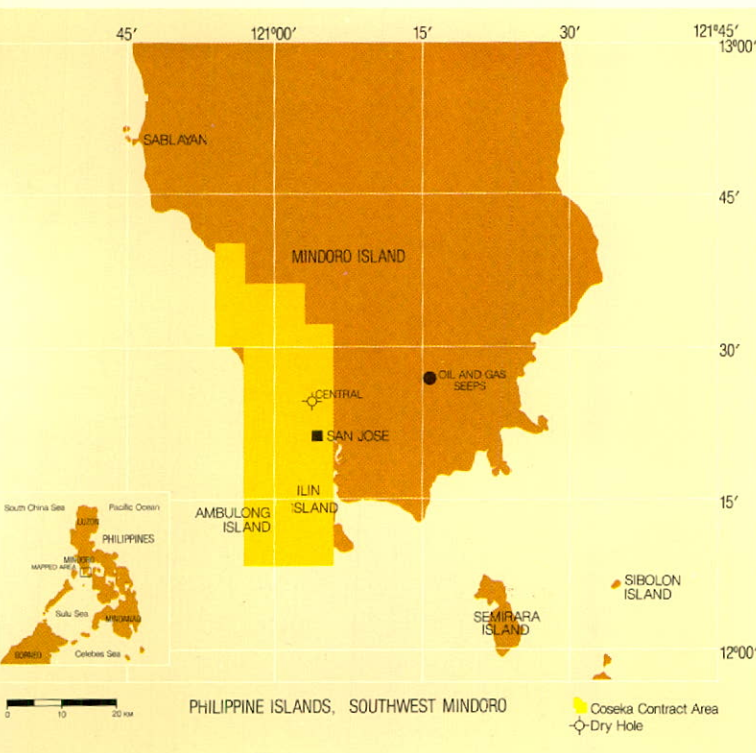 45′ 121°00′ 15′ 30′ 121°45′
13°00′
SABLAYAN
45′
MINDORO ISLAND
30′
OIL AND GAS
SEEPS
CENTRAL
SAN JOSE
ILIN
ISLAND
15′
AMBULONG
ISLAND
South China Sea Pacific Ocean
LUZON
PHILIPPINES
MINDORO
MAPPED AREA
Sulu Sea
MINDANAO
BORNEO
Celebes Sea
SIBOLON
ISLAND
SEMIRARA
ISLAND
12°00′
0 10 20 KM
PHILIPPINE ISLANDS, SOUTHWEST MINDORO
Coseka Contract Area
Dry Hole